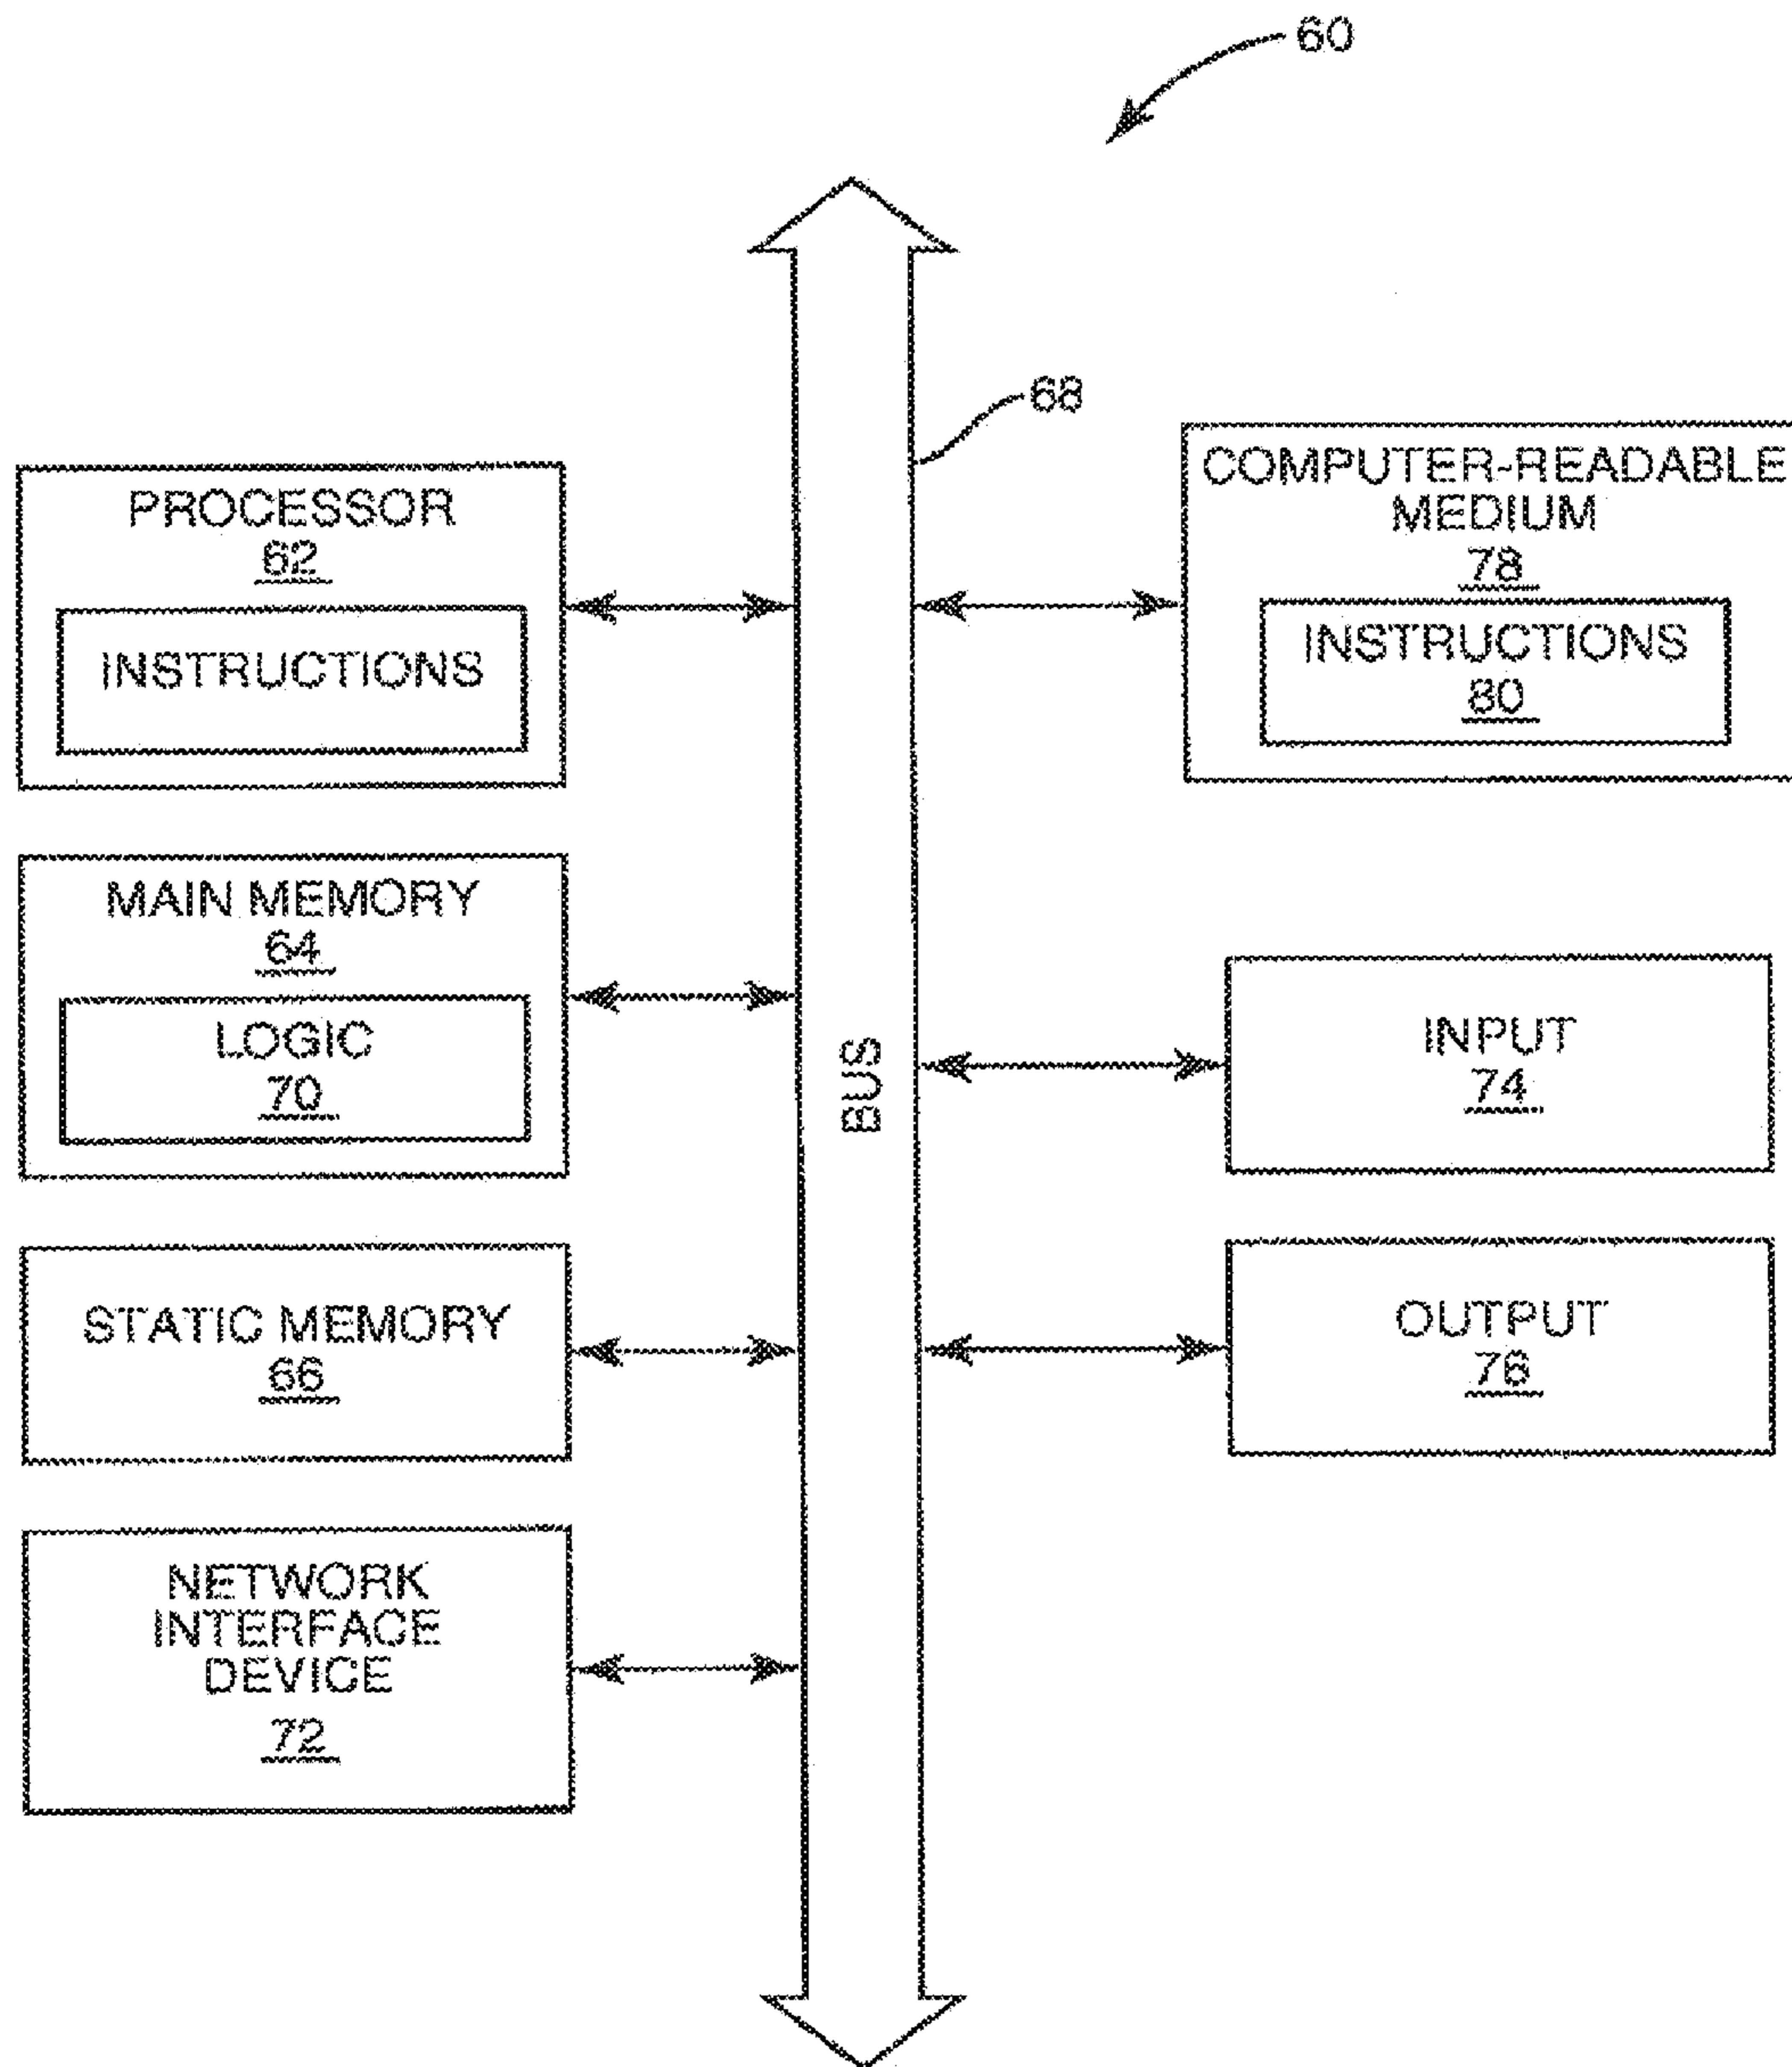 60
68
PROCESSOR
62
INSTRUCTIONS
MAIN MEMORY
64
LOGIC
70
STATIC MEMORY
66
NETWORK
INTERFACE
DEVICE
72
BUS
COMPUTER-READABLE
MEDIUM
78
INSTRUCTIONS
80
INPUT
74
OUTPUT
76